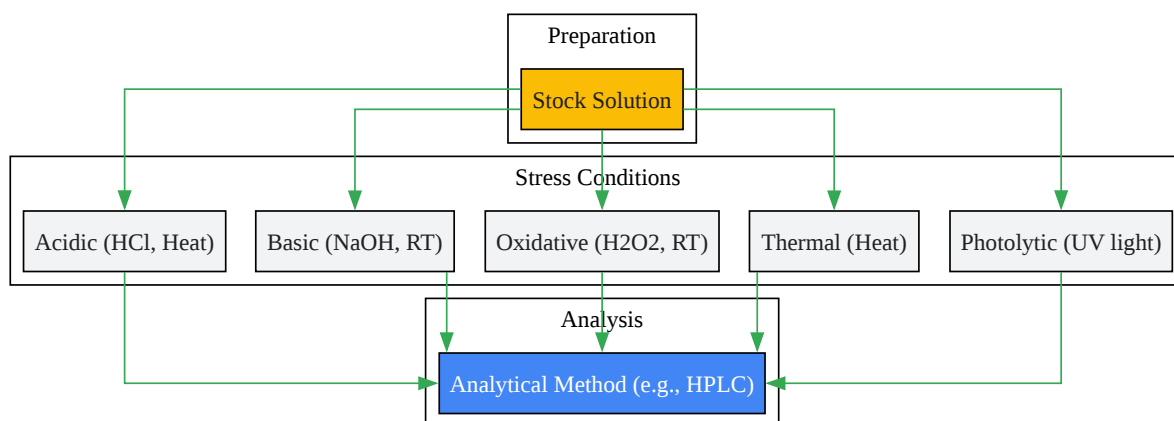 Preparation
Stock Solution
Stress Conditions
Acidic (HCl, Heat)
Basic (NaOH, RT)
Oxidative (H2O2, RT)
Thermal (Heat)
Photolytic (UV light)
Analysis
Analytical Method (e.g., HPLC)